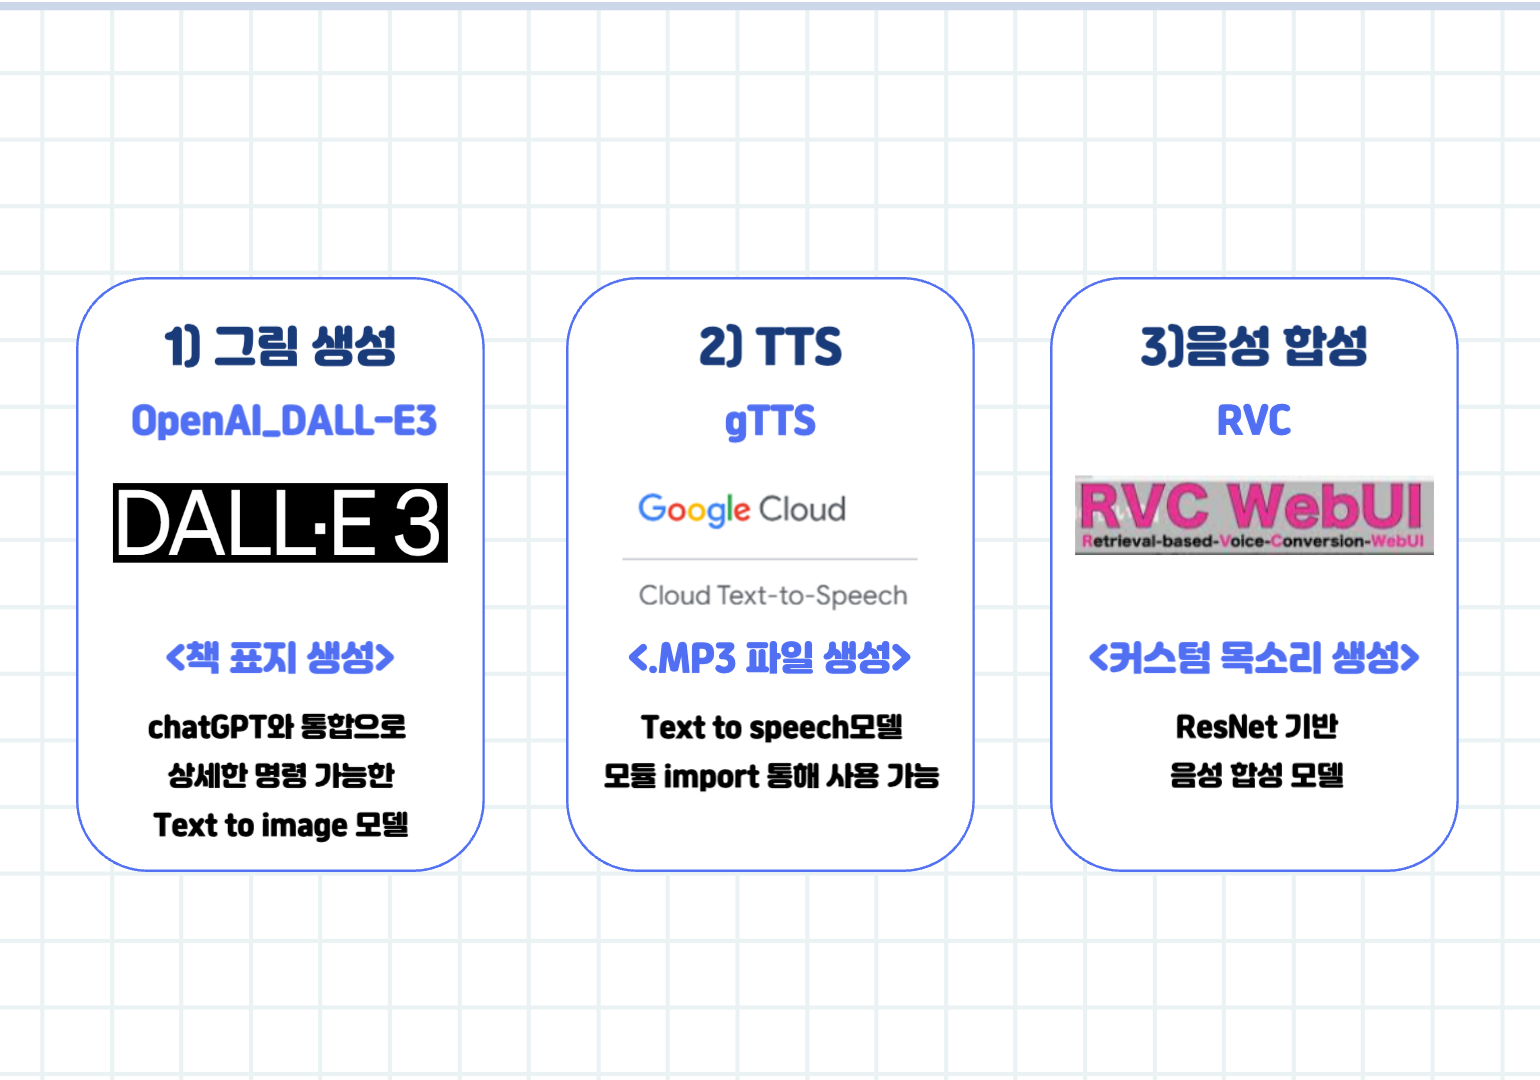 1) 그림 생성
OpenAI_DALL-E3
DALL·E 3
<책 표지 생성>
chatGPT와 통합으로
상세한 명령 가능한
Text to image 모델
2) TTS
gTTS
Google Cloud
Cloud Text-to-Speech
<.MP3 파일 생성>
Text to speech모델
모듈 import 통해 사용 가능
3)음성 합성
RVC
RVC WebUI
Retrieval-based-Voice-Conversion-WebUI
<커스텀 목소리 생성>
ResNet 기반
음성 합성 모델